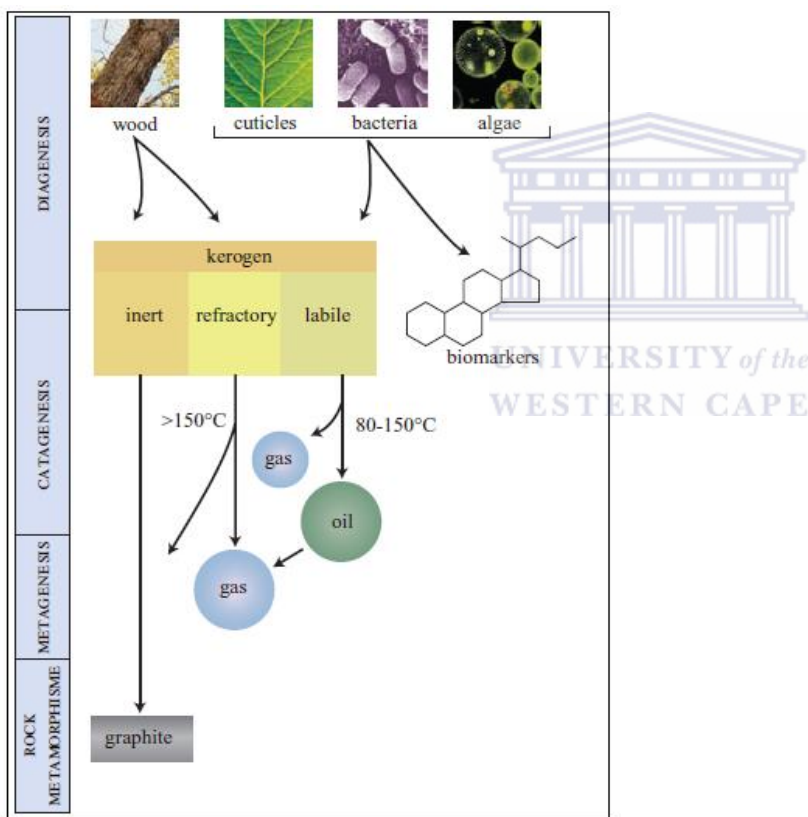 DIAGENESIS
wood
cuticles
bacteria
algae
kerogen
inert
refractory
labile
biomarkers
UNIVERSITY of the
WESTERN CAPE
CATAGENESIS
>150°C
80-150°C
gas
oil
METAGENESIS
gas
ROCK
METAMORPHISME
graphite